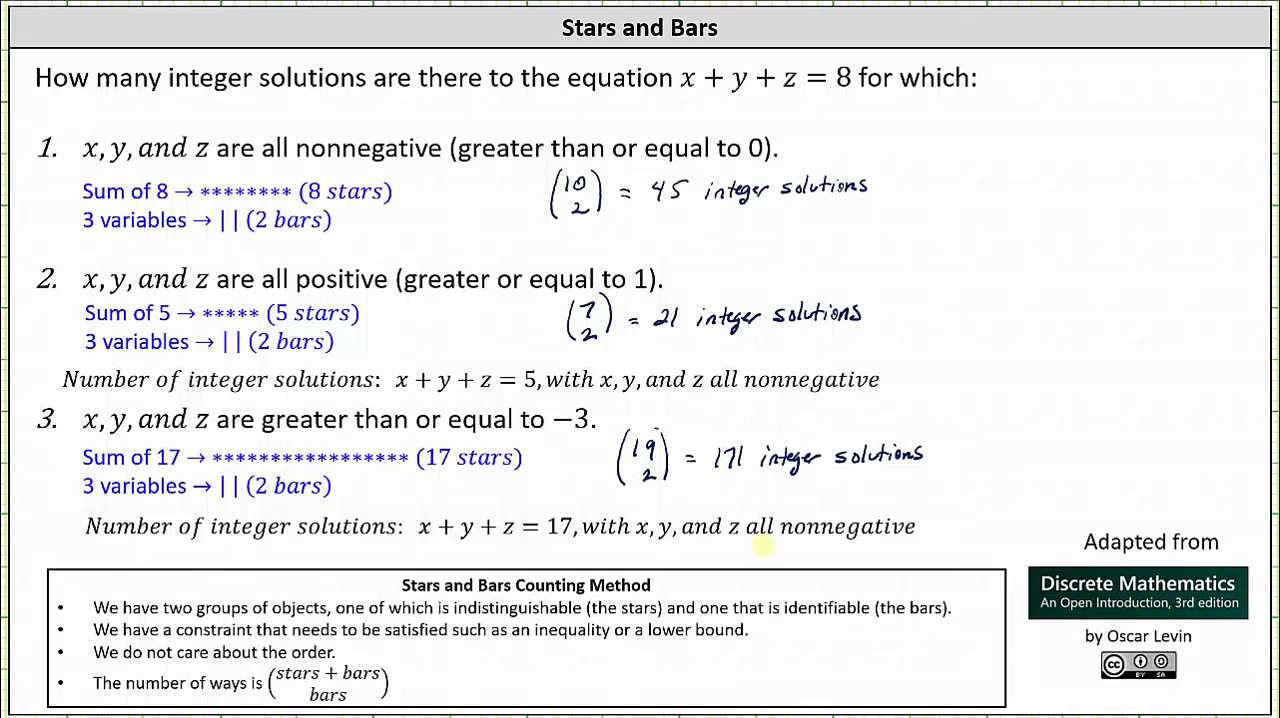 Stars and Bars
How many integer solutions are there to the equation x + y + z = 8 for which:
1. x, y, and z are all nonnegative (greater than or equal to 0).
Sum of 8 → ******** (8 stars)
3 variables → | | (2 bars)
(10 2) = 45 integer solutions
2. x, y, and z are all positive (greater or equal to 1).
Sum of 5 → ***** (5 stars)
3 variables → | | (2 bars)
(7 2) = 21 integer solutions
Number of integer solutions: x + y + z = 5, with x, y, and z all nonnegative
3. x, y, and z are greater than or equal to −3.
Sum of 17 → ***************** (17 stars)
3 variables → | | (2 bars)
(19 2) = 171 integer solutions
Number of integer solutions: x + y + z = 17, with x, y, and z all nonnegative
Stars and Bars Counting Method
• We have two groups of objects, one of which is indistinguishable (the stars) and one that is identifiable (the bars).
• We have a constraint that needs to be satisfied such as an inequality or a lower bound.
• We do not care about the order.
• The number of ways is (stars + bars bars)
Adapted from
Discrete Mathematics
An Open Introduction, 3rd edition
by Oscar Levin
cc BY SA